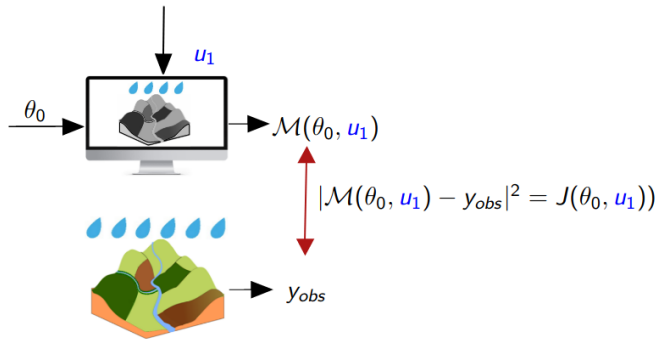 u₁
θ₀
ℳ(θ₀, u₁)
|ℳ(θ₀, u₁) − y_obs|² = J(θ₀, u₁))
y_obs